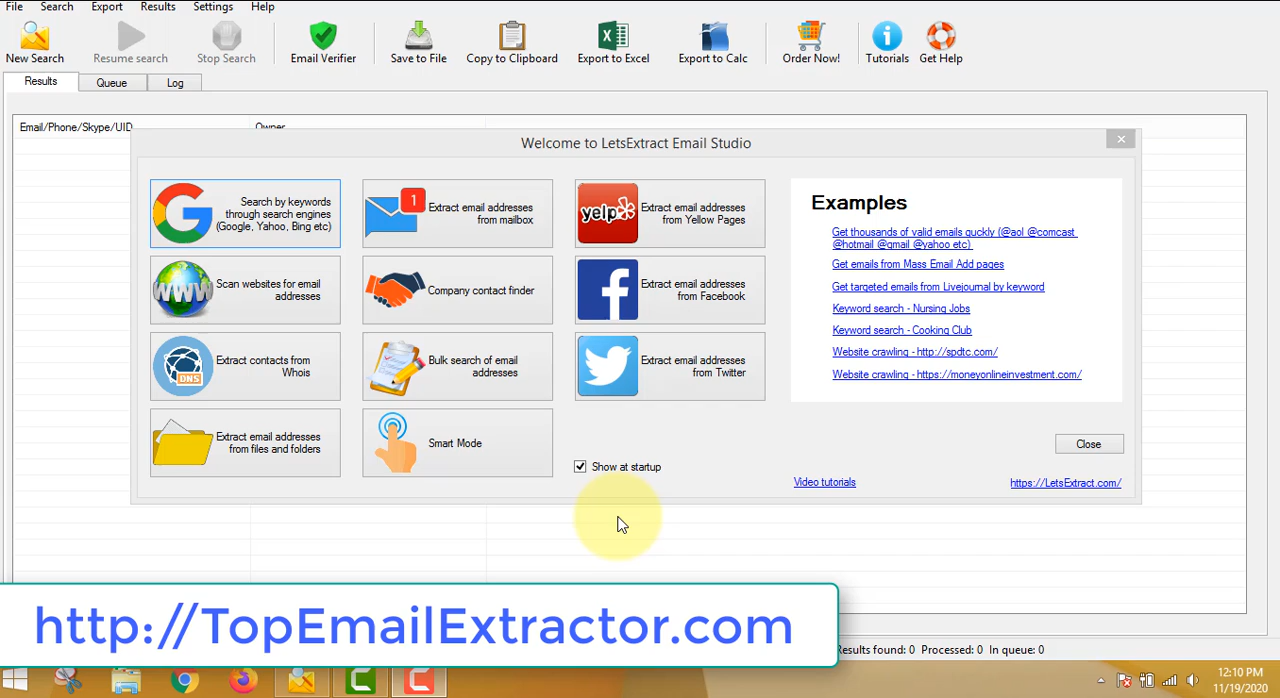 File Search Export Results Settings Help
New Search Resume search Stop Search Email Verifier Save to File Copy to Clipboard Export to Excel Export to Calc Order Now! Tutorials Get Help
Results Queue Log
Email/Phone/Skype/UID Owner
Welcome to LetsExtract Email Studio
Search by keywords
through search engines
(Google, Yahoo, Bing etc)
1
Extract email addresses
from mailbox
yelp
Extract email addresses
from Yellow Pages
WWW
Scan websites for email
addresses
Company contact finder
Extract email addresses
from Facebook
DNS
Extract contacts from
Whois
Bulk search of email
addresses
Extract email addresses
from Twitter
Extract email addresses
from files and folders
Smart Mode
Show at startup
Examples
Get thousands of valid emails quckly (@aol @comcast
@hotmail @gmail @yahoo etc)
Get emails from Mass Email Add pages
Get targeted emails from Livejournal by keyword
Keyword search - Nursing Jobs
Keyword search - Cooking Club
Website crawling - http://spdtc.com/
Website crawling - https://moneyonlineinvestment.com/
Close
Video tutorials https://LetsExtract.com/
http://TopEmailExtractor.com
Results found: 0 Processed: 0 In queue: 0
12:10 PM
11/19/2020